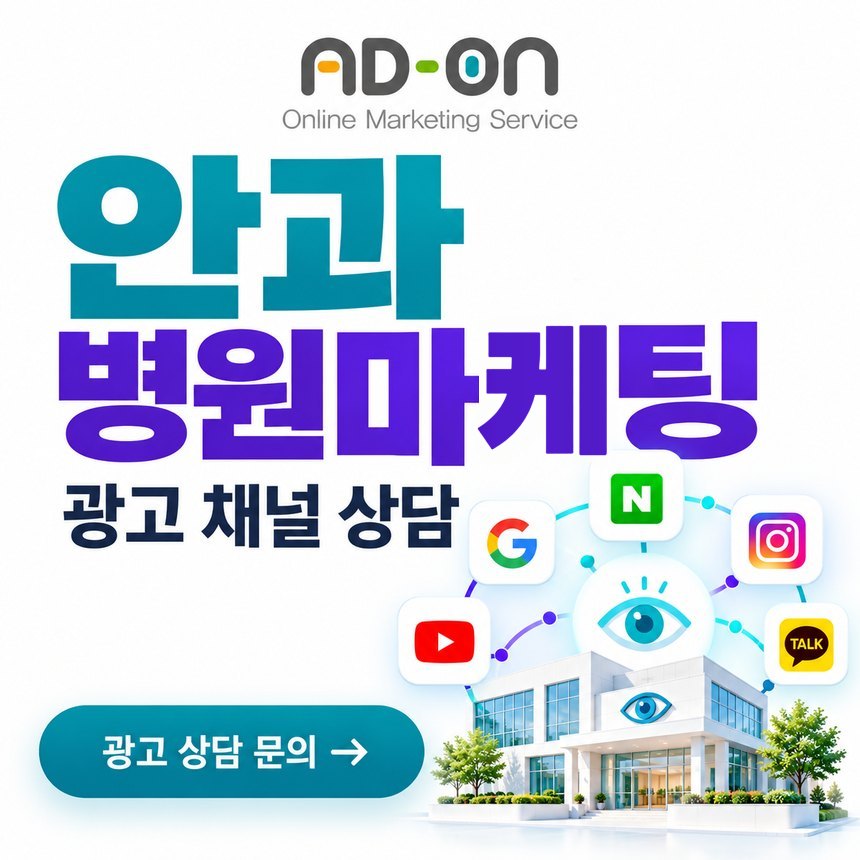 AD-ON
Online Marketing Service
안과
병원마케팅
광고 채널 상담
N
TALK
광고 상담 문의 →